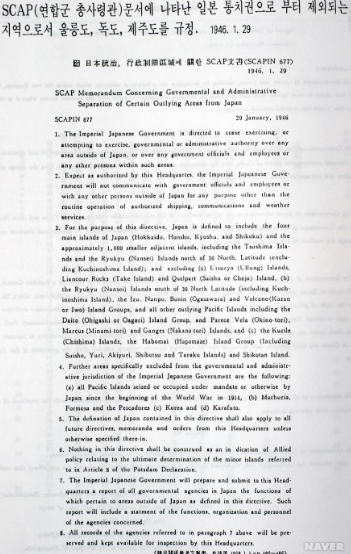 SCAP(연합군 총사령관)문서에 나타난 일본 통치권으로 부터 제외되는
지역으로서 울릉도, 독도, 제주도를 규정. 1946. 1. 29
日本統治, 行政制限區域에 關한 SCAP文書(SCAPIN 677)
1946. 1. 29
SCAP Memorandum Concerning Governmental and Administrative
Separation of Certain Outlying Areas from Japan
SCAPIN 677
29 January, 1946
1. The Imperial Japanese Government is directed to cease exercising, or
attempting to exercise, governmental or administrative authority over any
area outside of Japan, or over any government officials and employees or
any other persons within such areas.
2. Expect as authorized by this Headquarters, the Imperial Japanese Gove-
rnment will not communicate with government officials and employees or
with any other persons outside of Japan for any purpose other than the
routine operation of authorized shipping, communications and weather
services.
3. For the purpose of this directive, Japan is defined to include the four
main islands of Japan (Hokkaido, Honshu, Kyushu, and Shikoku) and the
approximately 1,000 smaller adjacent islands, including the Tsushima Isla-
nds and the Ryukyu (Nansei) Islands north of 30 North, Latitude (exclu-
ding Kuchinoshima Island); and excluding (a) Utsuryo (Ullung) Islands,
Liancour Rocks (Take Island) and Quelpart (Saishu or Cheju) Island, (b)
the Ryukyu (Nansei) Islands south of 30 North Latitude (including Kuch-
inoshima Island), the Izu, Nanpo, Bunin (Ogasawara) and Volcano(Kozan
or Iwo) Island Groups, and all other outlying Pacific Islands including the
Daito (Ohigashi or Oagari) Island Group, and Parece Vela (Okino-tori),
Marcus (Minami-tori) and Ganges (Nakano-tori) Islands, and (c) the Kurile
(Chishima) Islands, the Habomai (Hapomaze) Island Group (Including
Suisho, Yuri, Akiyuri, Shibotsu and Taraku Islands) and Shikotan Island.
4. Further areas specifically excluded from the governmental and administr-
ative jurisdiction of the Imperial Japanese Government are the following:
(a) all Pacific Islands seized or occupied under mandate or otherwise by
Japan since the beginning of the World War in 1914, (b) Manchuria,
Formosa and the Pescadores (c) Korea and (d) Karafuto.
5. The defination of Japan contained in this directive shall also apply to all
future directives, memoranda and orders from this Headquarters unless
otherwise specified there-in.
6. Nothing in this directive shall be construed as an in dication of Allied
policy relating to the ultimate determination of the minor islands referred
to in Article 8 of the Potsdam Declaration.
7. The Imperial Japanese Government will prepare and submit to this Head-
quarters a report of all governmental agencies in Japan the functions of
which pertain to areas outside of Japan as defined in this directive. Such
report will include a statement of the functions, organization and personnel
of the agencies concerned.
8. All records of the agencies referred to in paragraph 7 above will be pre-
served and kept available for inspection by this Headquarters.
NAVER